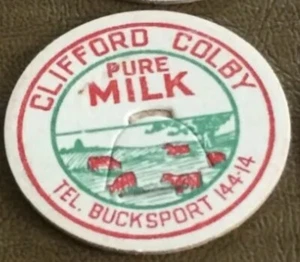 CLIFFORD COLBY
PURE
MILK
TEL. BUCKSPORT 144-14